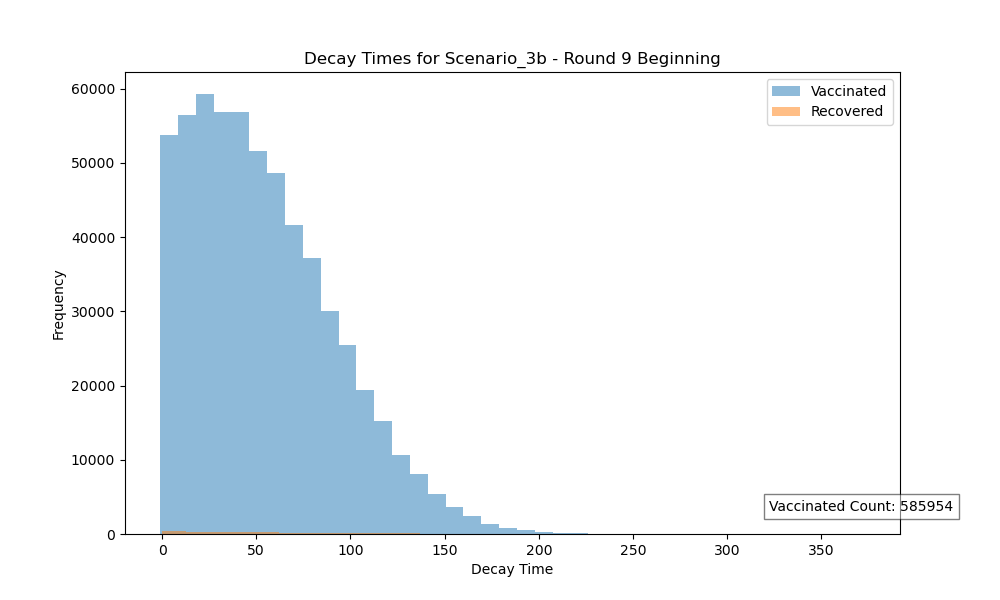 Decay Times for Scenario_3b - Round 9 Beginning
Vaccinated
Recovered
60000
50000
40000
30000
20000
10000
0
Frequency
Vaccinated Count: 585954
0
50
100
150
200
250
300
350
Decay Time